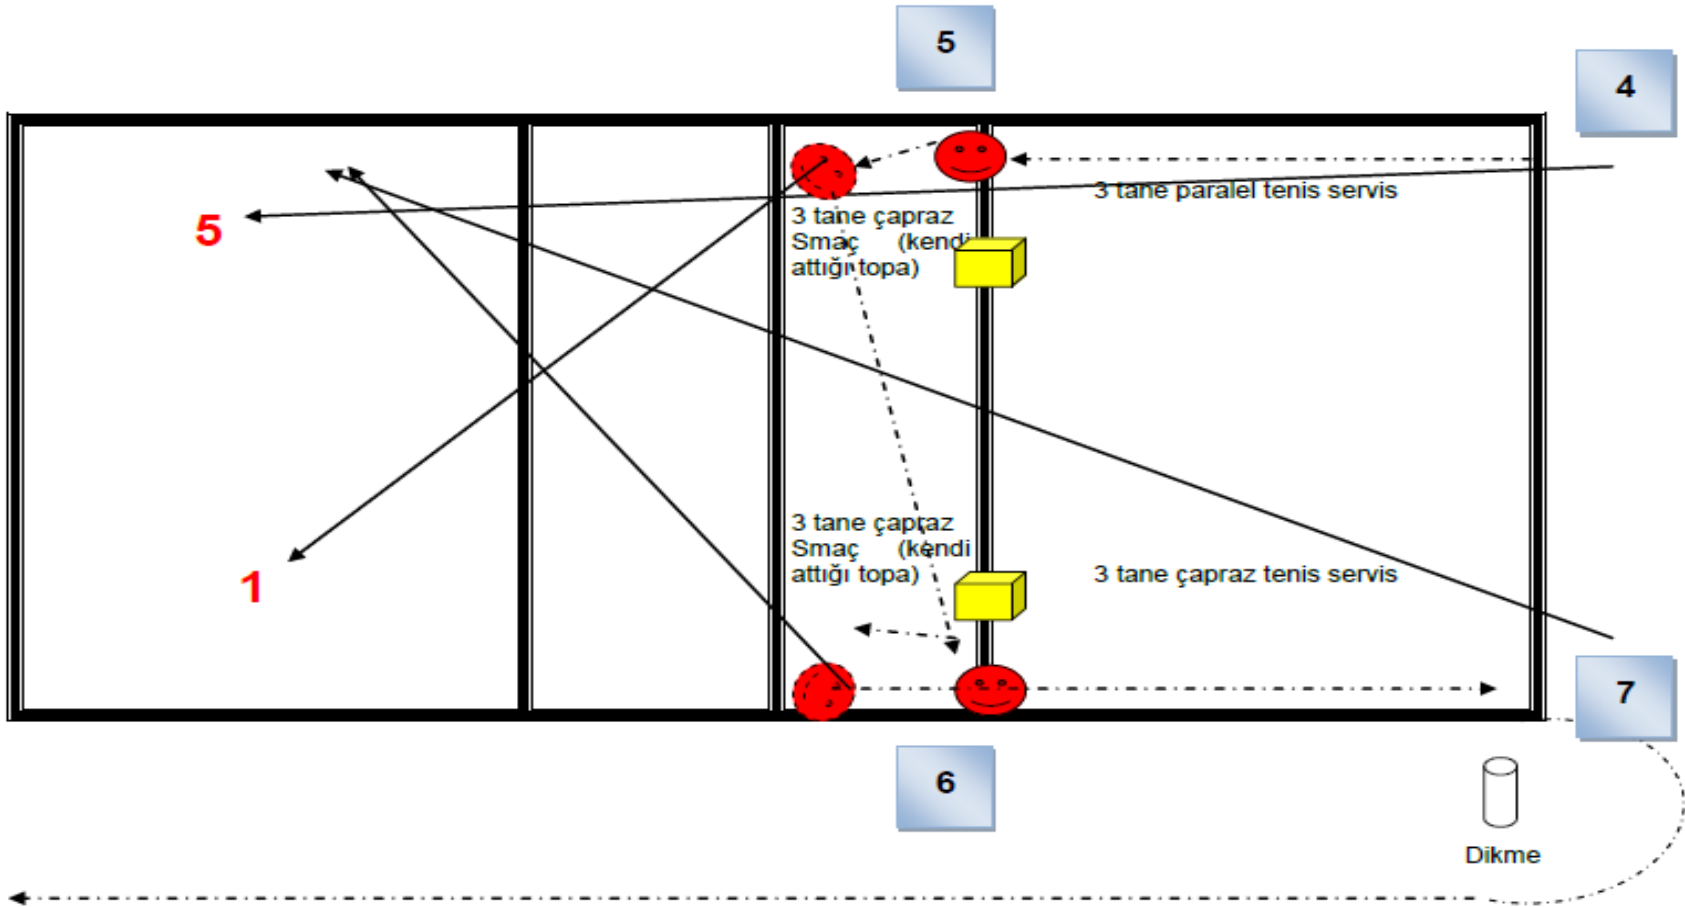 5
4
3 tane paralel tenis servis
5
3 tane çapraz
Smaç (kendi
attığı topa)
3 tane çapraz
Smaç (kendi
attığı topa)
3 tane çapraz tenis servis
1
7
6
Dikme